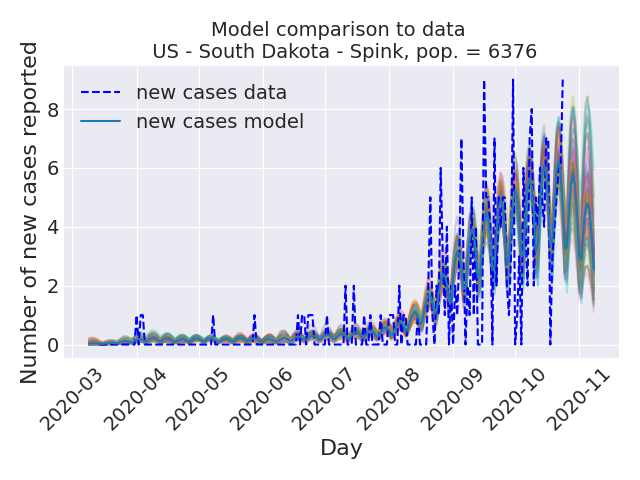 Model comparison to data
US - South Dakota - Spink, pop. = 6376
new cases data
new cases model
Number of new cases reported
8
6
4
2
0
2020-03
2020-04
2020-05
2020-06
2020-07
2020-08
2020-09
2020-10
2020-11
Day